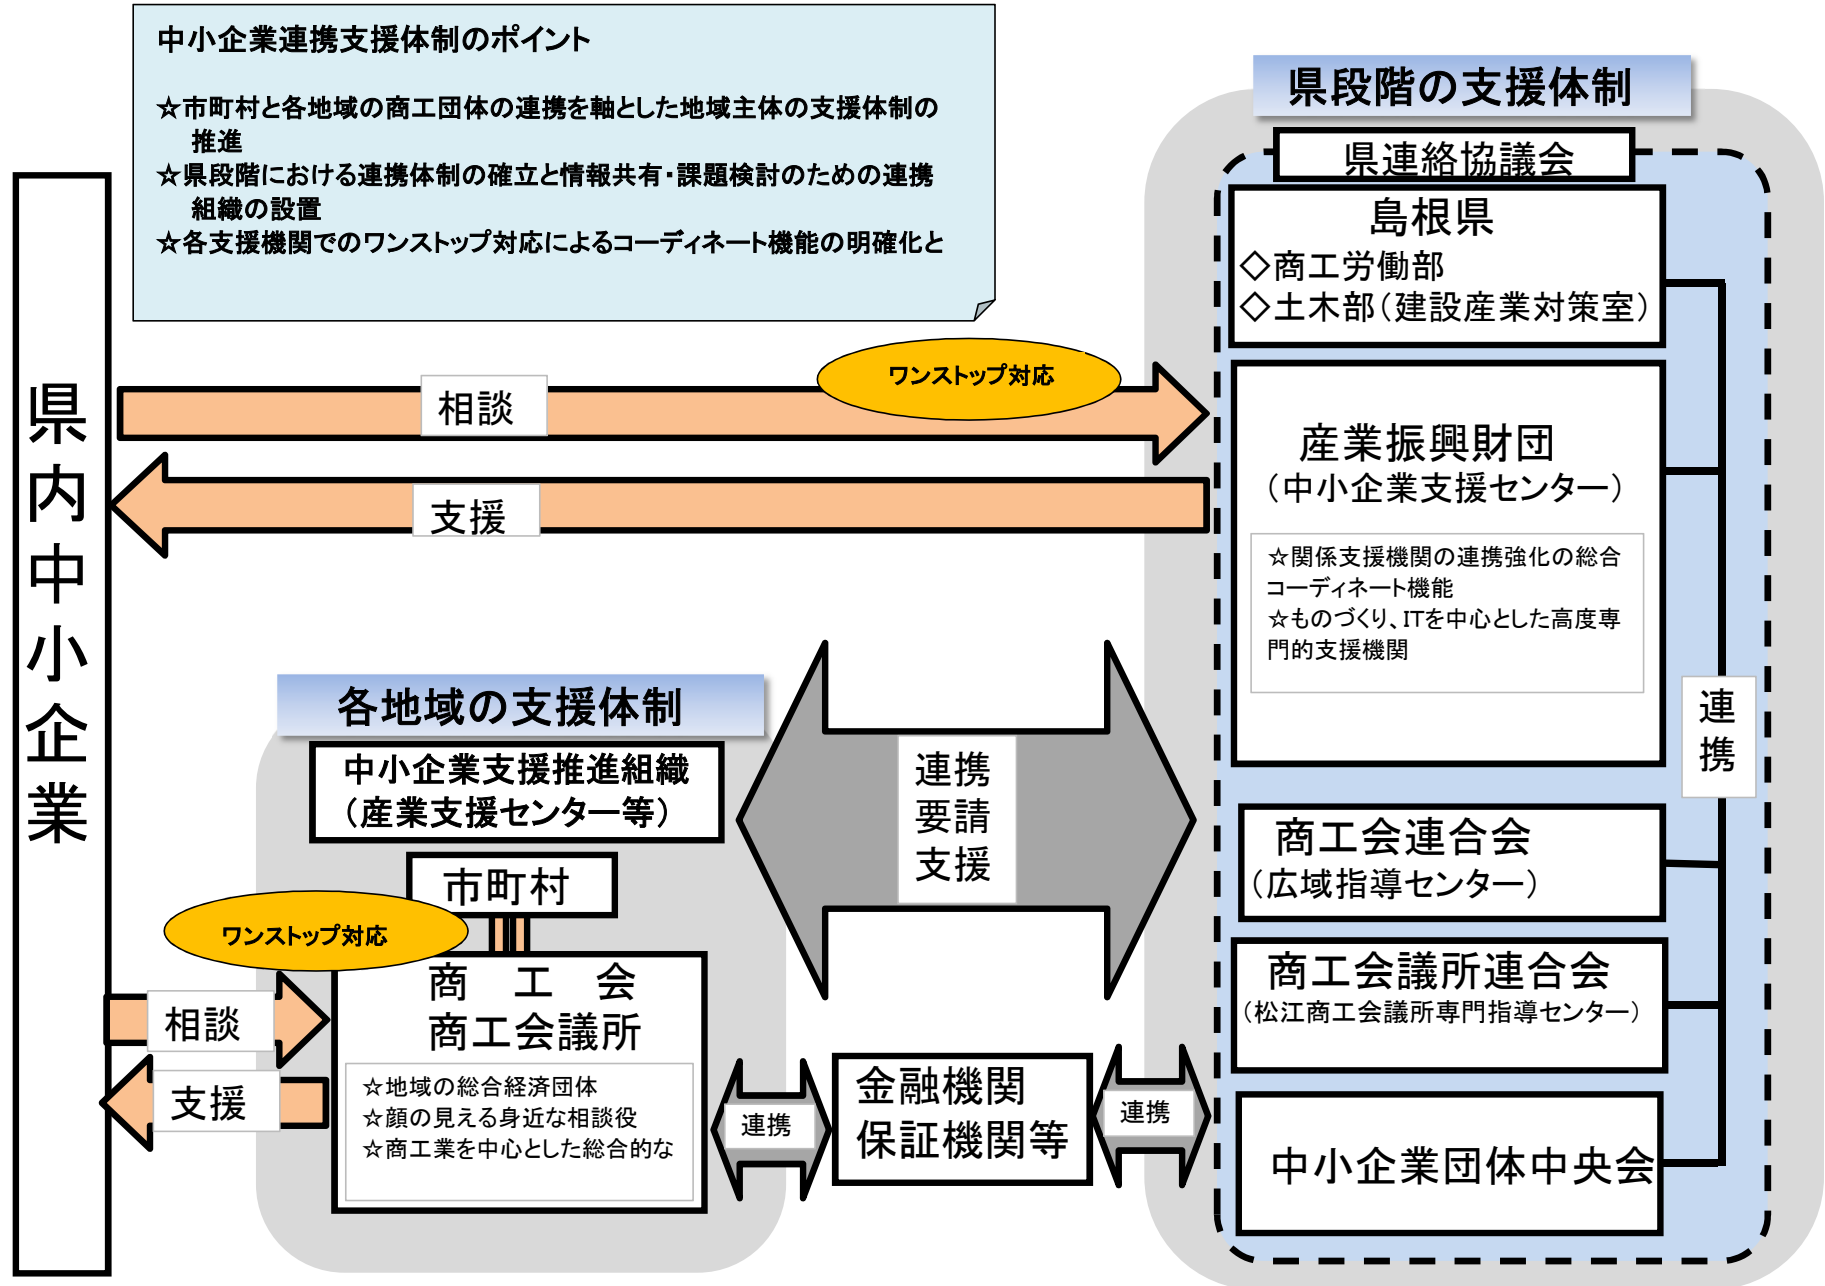 中小企業連携支援体制のポイント
☆市町村と各地域の商工団体の連携を軸とした地域主体の支援体制の
推進
☆県段階における連携体制の確立と情報共有・課題検討のための連携
組織の設置
☆各支援機関でのワンストップ対応によるコーディネート機能の明確化と
県内中小企業
相談
ワンストップ対応
支援
県段階の支援体制
県連絡協議会
島根県
◇商工労働部
◇土木部（建設産業対策室）
産業振興財団
（中小企業支援センター）
☆関係支援機関の連携強化の総合
コーディネート機能
☆ものづくり、ITを中心とした高度専
門的支援機関
連
携
商工会連合会
（広域指導センター）
商工会議所連合会
（松江商工会議所専門指導センター）
中小企業団体中央会
各地域の支援体制
中小企業支援推進組織
（産業支援センター等）
市町村
ワンストップ対応
商　工　会
商工会議所
☆地域の総合経済団体
☆顔の見える身近な相談役
☆商工業を中心とした総合的な
相談
支援
連携
要請
支援
連携
金融機関
保証機関等
連携